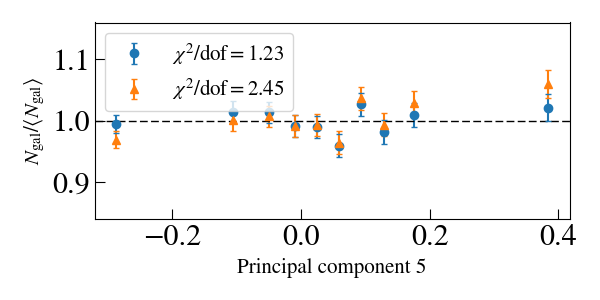 χ²/dof = 1.23
χ²/dof = 2.45
N_gal/⟨N_gal⟩
1.1
1.0
0.9
−0.2 0.0 0.2 0.4
Principal component 5